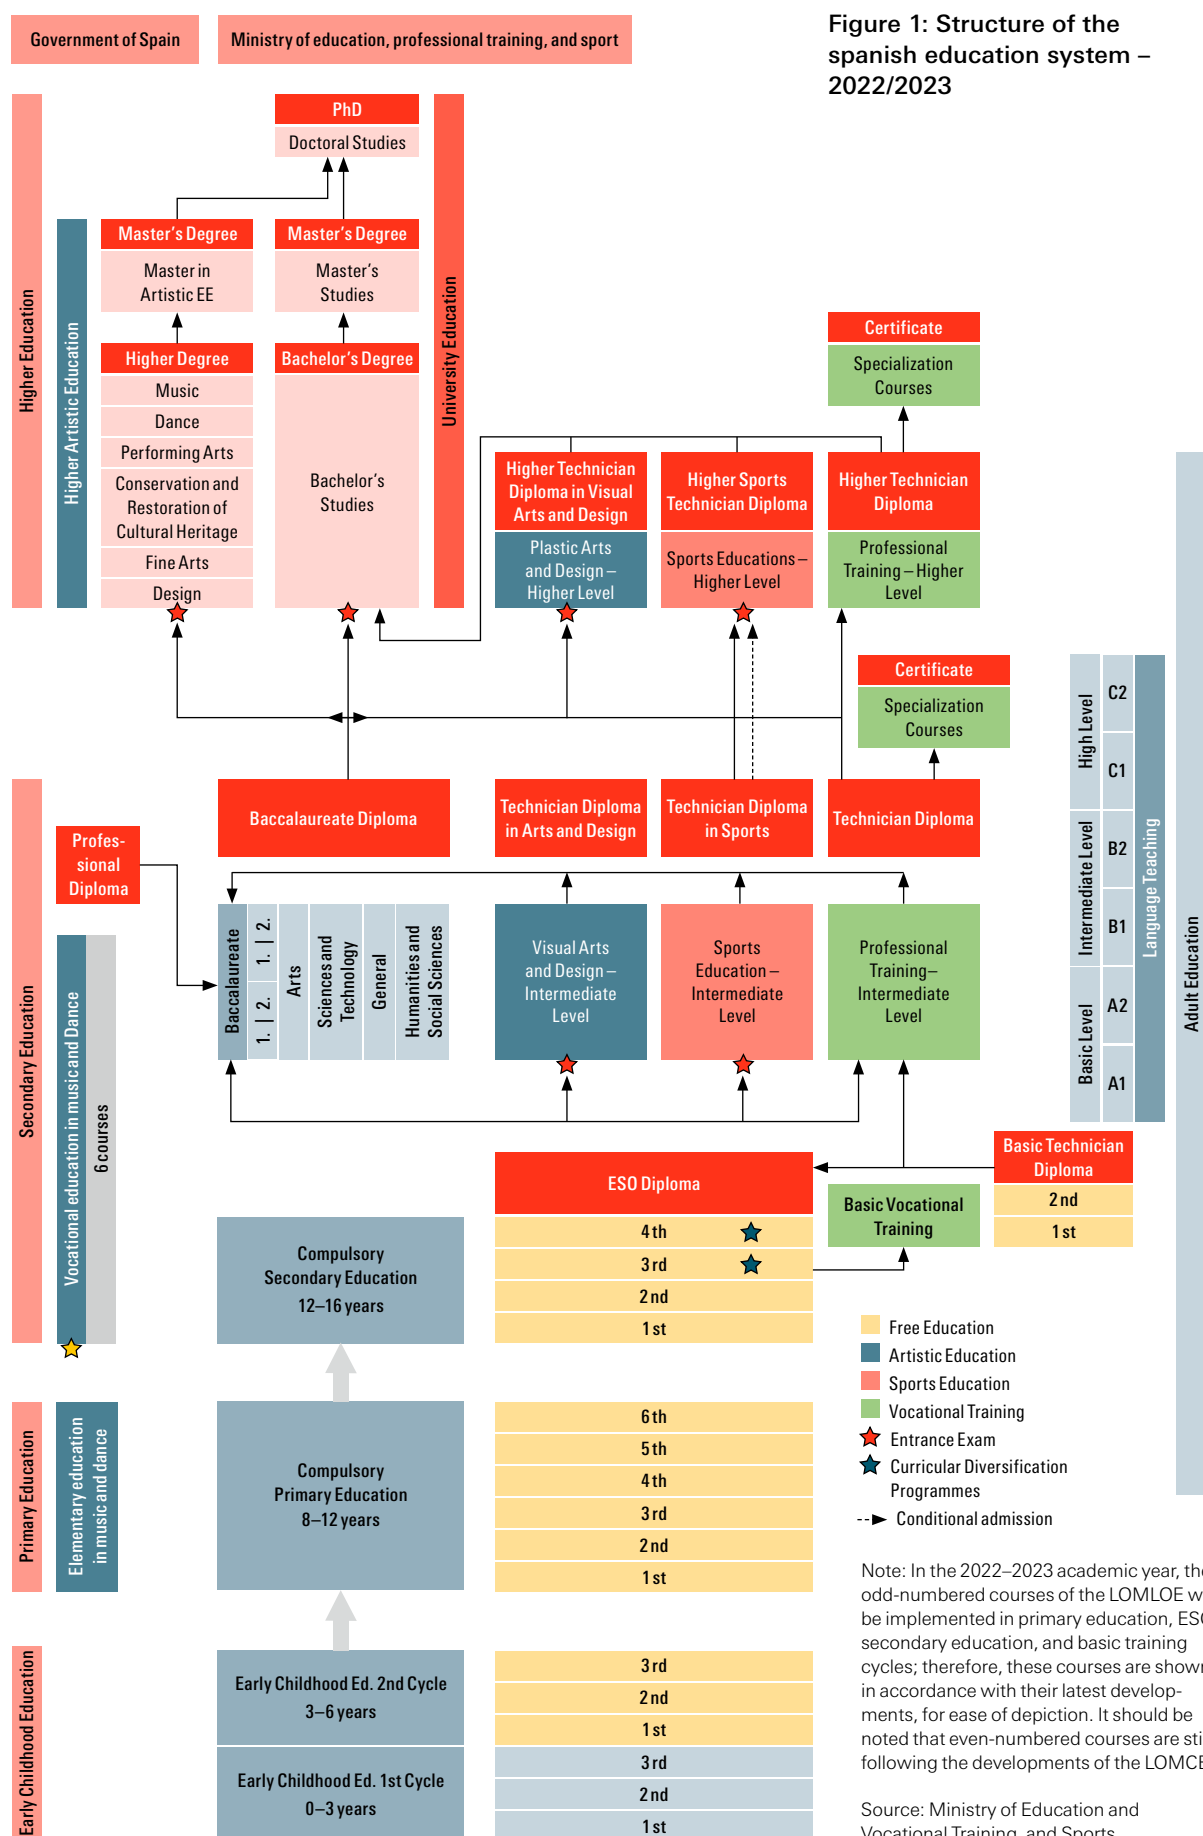 Government of Spain
Ministry of education, professional training, and sport
Figure 1: Structure of the
spanish education system –
2022/2023
Higher Education
Higher Artistic Education
University Education
PhD
Doctoral Studies
Master's Degree
Master in
Artistic EE
Master's Degree
Master's
Studies
Higher Degree
Music
Dance
Performing Arts
Conservation and
Restoration of
Cultural Heritage
Fine Arts
Design
Bachelor's Degree
Bachelor's
Studies
Certificate
Specialization
Courses
Higher Technician
Diploma in Visual
Arts and Design
Plastic Arts
and Design –
Higher Level
Higher Sports
Technician Diploma
Sports Educations –
Higher Level
Higher Technician
Diploma
Professional
Training – Higher
Level
Certificate
Specialization
Courses
High Level
C2
C1
Intermediate Level
B2
B1
Basic Level
A2
A1
Language Teaching
Adult Education
Secondary Education
Profes-
sional
Diploma
Vocational education in music and Dance
6 courses
Baccalaureate Diploma
Technician Diploma
in Arts and Design
Technician Diploma
in Sports
Technician Diploma
Baccalaureate
1. | 2.
1. | 2.
Arts
Sciences and
Technology
General
Humanities and
Social Sciences
Visual Arts
and Design –
Intermediate
Level
Sports
Education –
Intermediate
Level
Professional
Training–
Intermediate
Level
ESO Diploma
4th
3rd
2nd
1st
Basic Vocational
Training
Basic Technician
Diploma
2nd
1st
Compulsory
Secondary Education
12–16 years
Free Education
Artistic Education
Sports Education
Vocational Training
Entrance Exam
Curricular Diversification
Programmes
Conditional admission
Primary Education
Elementary education
in music and dance
Compulsory
Primary Education
8–12 years
6th
5th
4th
3rd
2nd
1st
Early Childhood Education
Early Childhood Ed. 2nd Cycle
3–6 years
3rd
2nd
1st
Early Childhood Ed. 1st Cycle
0–3 years
3rd
2nd
1st
Note: In the 2022–2023 academic year, the
odd-numbered courses of the LOMLOE w
be implemented in primary education, ESO
secondary education, and basic training
cycles; therefore, these courses are shown
in accordance with their latest develop-
ments, for ease of depiction. It should be
noted that even-numbered courses are sti
following the developments of the LOMCE
Source: Ministry of Education and
Vocational Training, and Sports